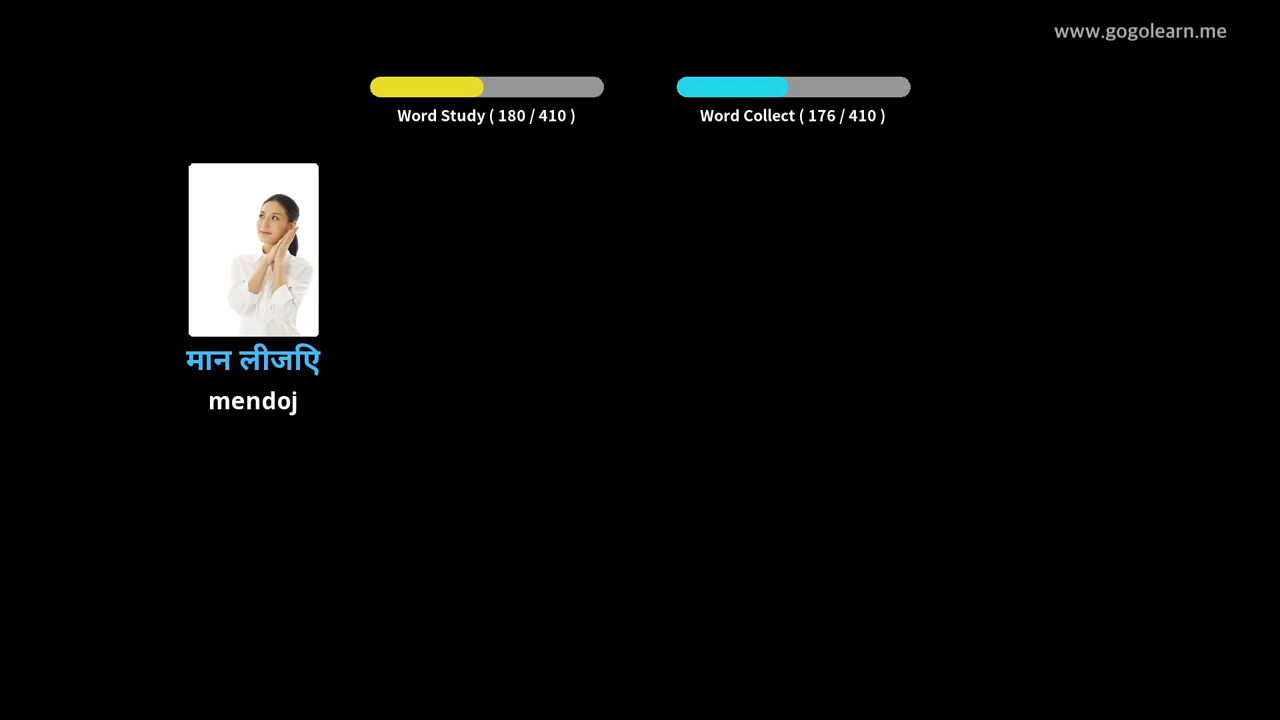 www.gogolearn.me
Word Study ( 180 / 410 )
Word Collect ( 176 / 410 )
मान लीजिए
mendoj